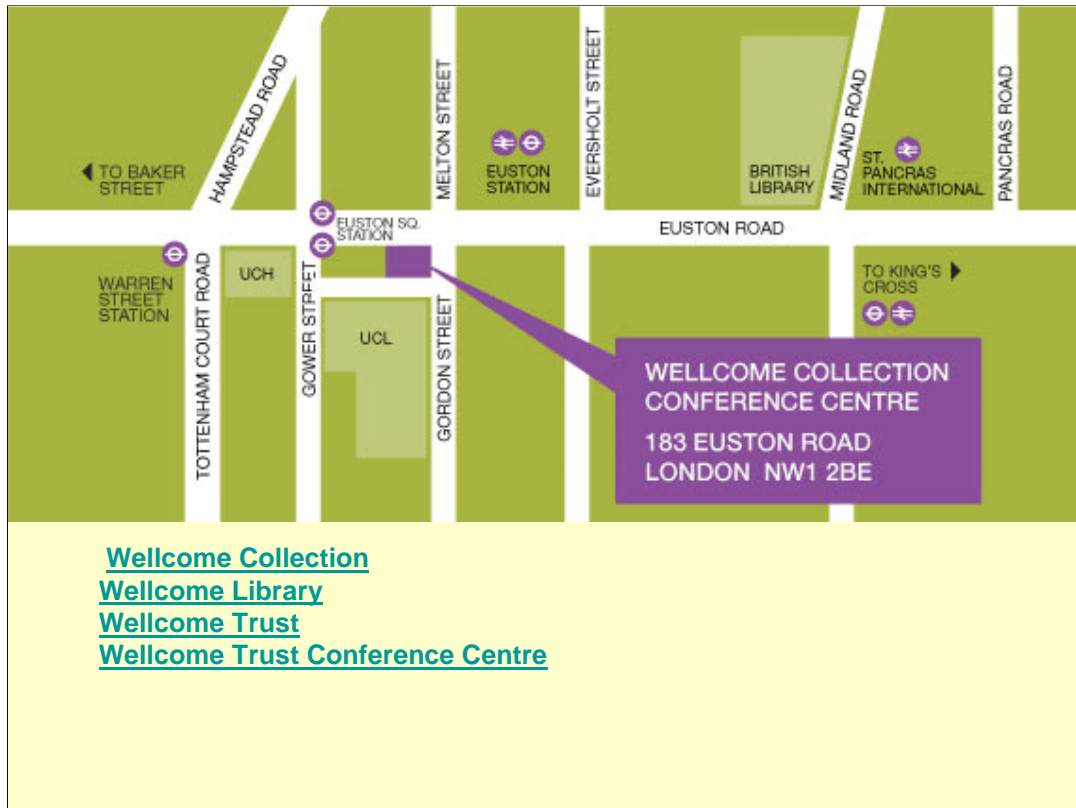 HAMPSTEAD ROAD
MELTON STREET
EVERSHOLT STREET
MIDLAND ROAD
PANCRAS ROAD
TO BAKER
STREET
EUSTON
STATION
BRITISH
LIBRARY
ST.
PANCRAS
INTERNATIONAL
EUSTON SQ.
STATION
EUSTON ROAD
WARREN
STREET
STATION
TOTTENHAM COURT ROAD
UCH
GOWER STREET
UCL
GORDON STREET
TO KING'S
CROSS
WELLCOME COLLECTION
CONFERENCE CENTRE
183 EUSTON ROAD
LONDON NW1 2BE
Wellcome Collection
Wellcome Library
Wellcome Trust
Wellcome Trust Conference Centre